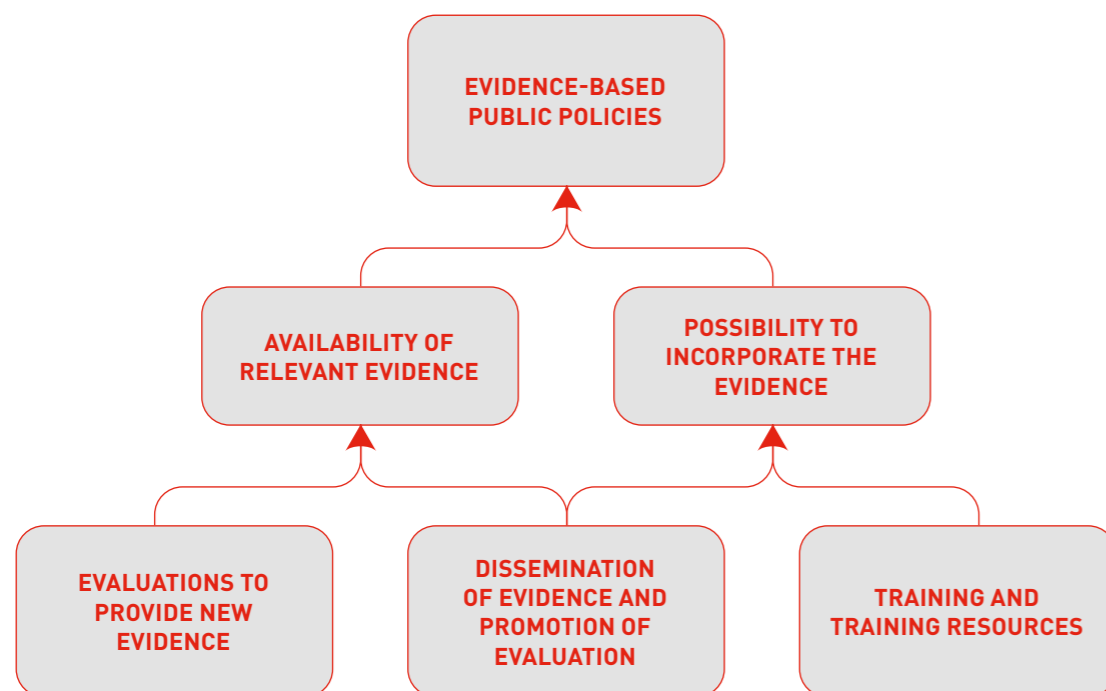 EVIDENCE-BASED
PUBLIC POLICIES
AVAILABILITY OF
RELEVANT EVIDENCE
POSSIBILITY TO
INCORPORATE THE
EVIDENCE
EVALUATIONS TO
PROVIDE NEW
EVIDENCE
DISSEMINATION
OF EVIDENCE AND
PROMOTION OF
EVALUATION
TRAINING AND
TRAINING RESOURCES